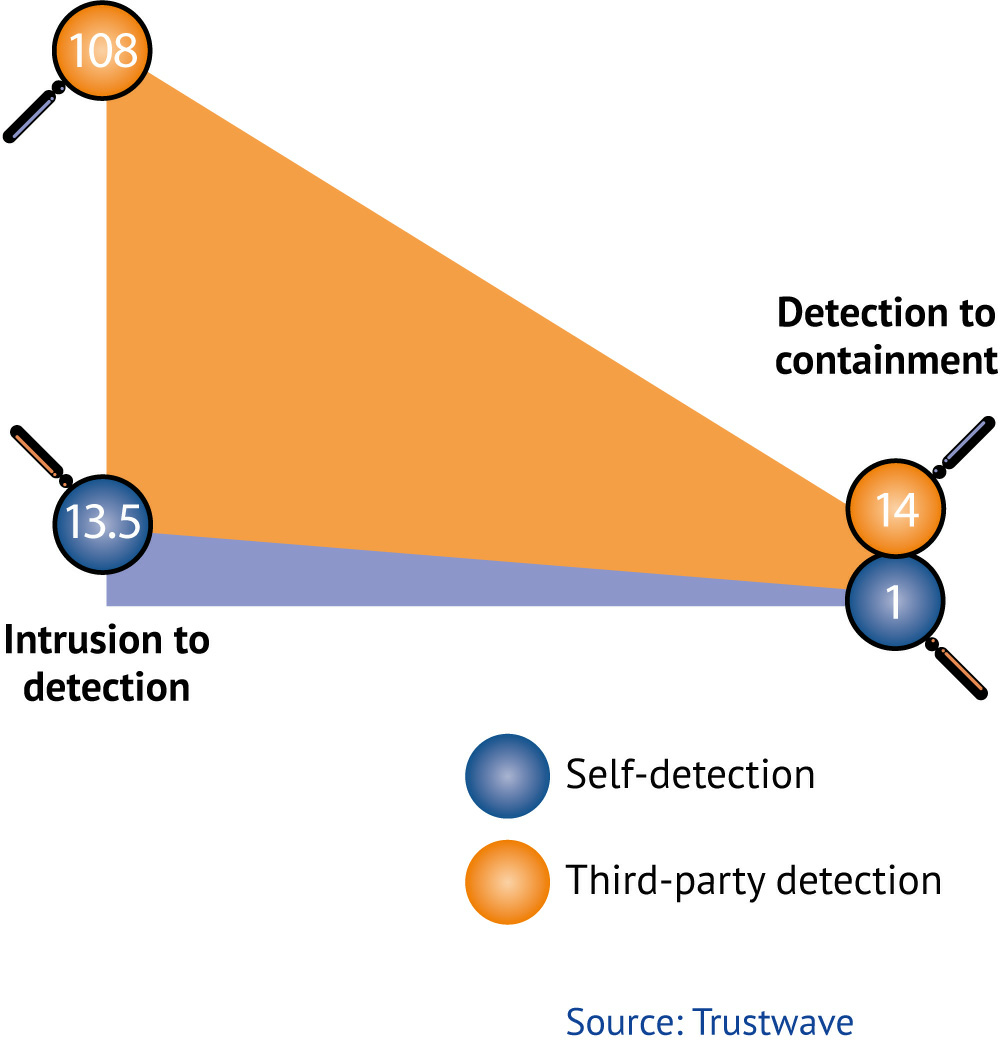 108
Detection to
containment
14
13.5
1
Intrusion to
detection
Self-detection
Third-party detection
Source: Trustwave